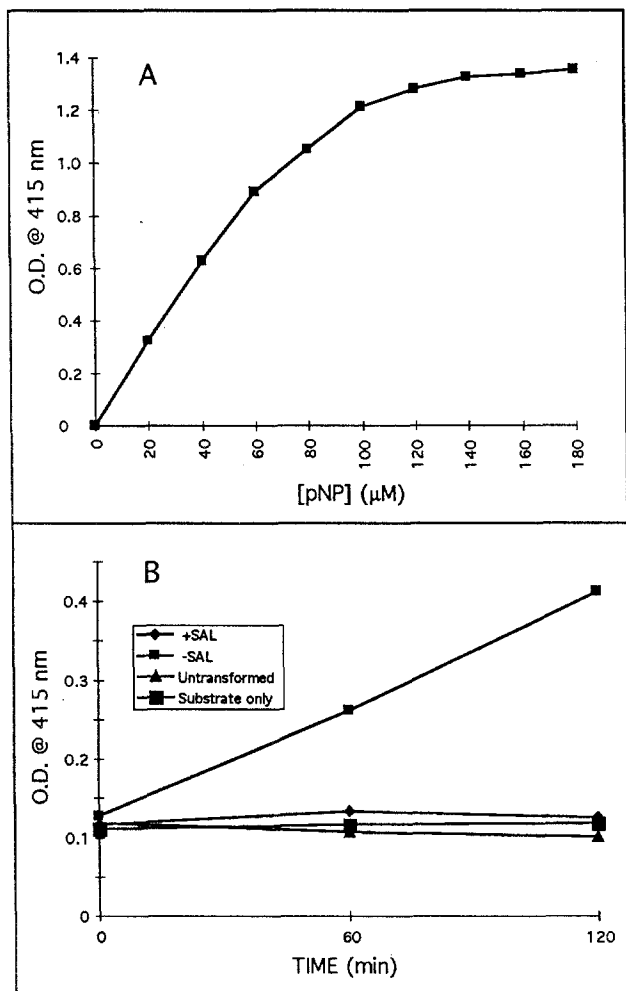 A
1.4
1.2
1.0
0.8
0.6
0.4
0.2
0
O.D. @ 415 nm
0 20 40 60 80 100 120 140 160 180
[pNP] (µM)
B
0.4
0.3
0.2
0.1
0
O.D. @ 415 nm
+SAL
-SAL
Untransformed
Substrate only
0 60 120
TIME (min)